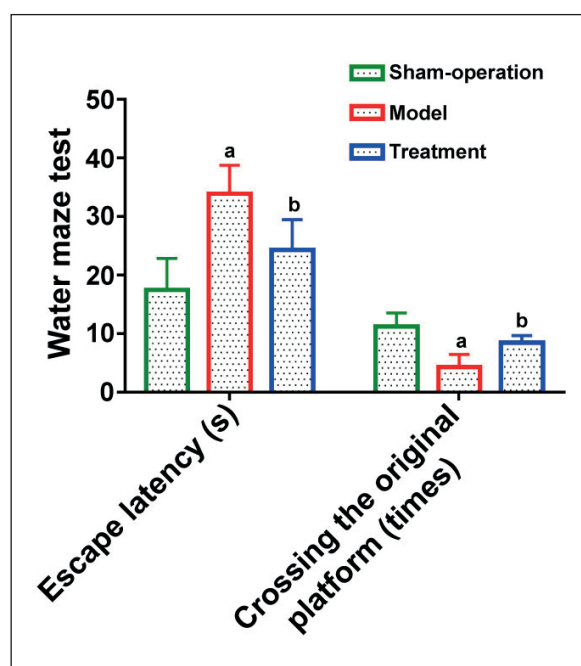 Sham-operation
Model
Treatment
Water maze test
50
40
30
20
10
0
a
b
a
b
Escape latency (s)
Crossing the original
platform (times)